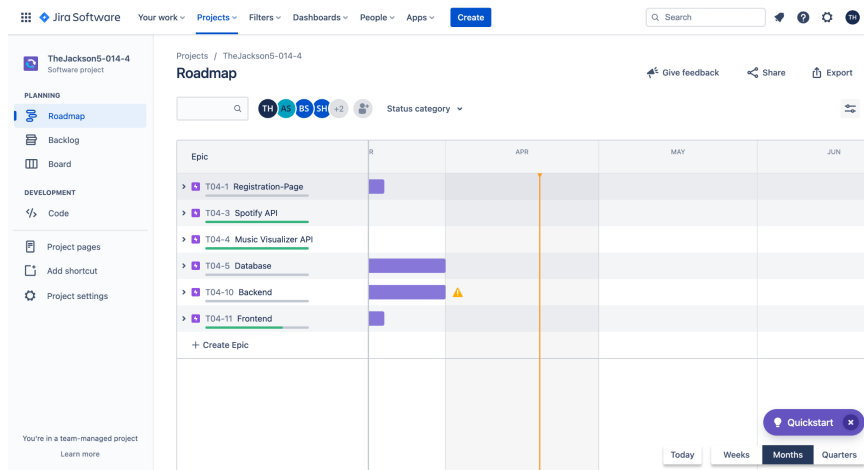 Jira Software Your work Projects Filters Dashboards People Apps Create Search TH
TheJackson5-014-4
Software project
PLANNING
Roadmap
Backlog
Board
DEVELOPMENT
Code
Project pages
Add shortcut
Project settings
You're in a team-managed project
Learn more
Projects / TheJackson5-014-4
Roadmap
Give feedback Share Export
TH AS BS SH +2 Status category
Epic R APR MAY JUN
T04-1 Registration-Page
T04-3 Spotify API
T04-4 Music Visualizer API
T04-5 Database
T04-10 Backend
T04-11 Frontend
+ Create Epic
Quickstart
Today Weeks Months Quarters